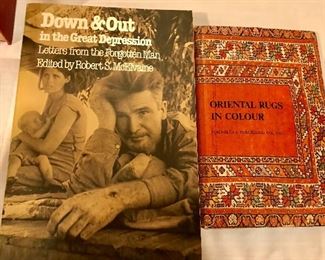 Down & Out
in the Great Depression
Letters from the Forgotten Man
Edited by Robert S. McElvaine
ORIENTAL RUGS
IN COLOUR